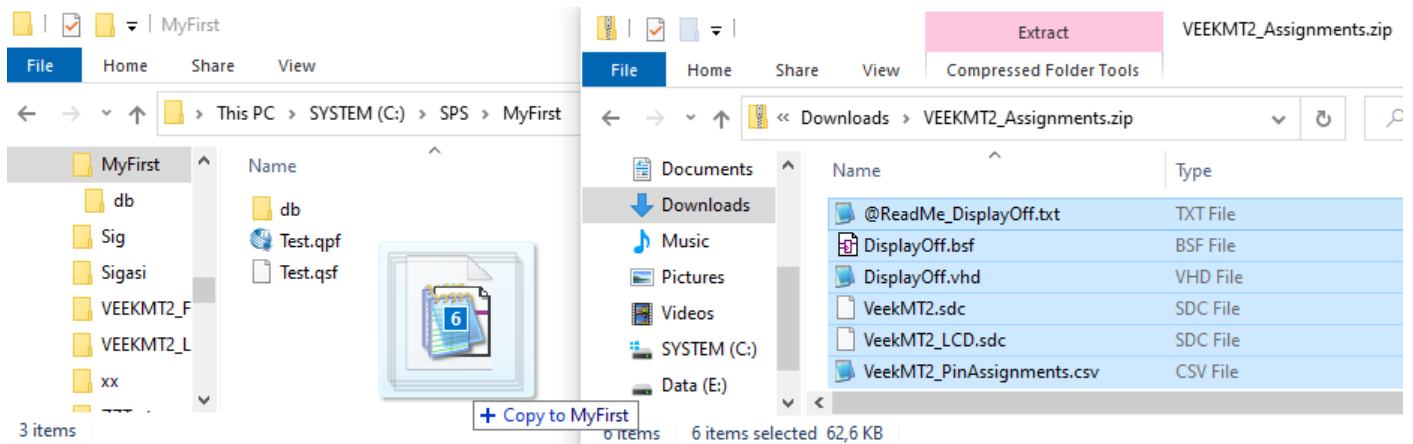 MyFirst
File Home Share View
This PC > SYSTEM (C:) > SPS > MyFirst
MyFirst
db
Sig
Sigasi
VEEKMT2_F
VEEKMT2_L
xx
Name
db
Test.qpf
Test.qsf
6
+ Copy to MyFirst
3 items
Extract VEEKMT2_Assignments.zip
File Home Share View Compressed Folder Tools
« Downloads > VEEKMT2_Assignments.zip
Documents
Downloads
Music
Pictures
Videos
SYSTEM (C:)
Data (E:)
Name Type
@ReadMe_DisplayOff.txt TXT File
DisplayOff.bsf BSF File
DisplayOff.vhd VHD File
VeekMT2.sdc SDC File
VeekMT2_LCD.sdc SDC File
VeekMT2_PinAssignments.csv CSV File
6 items 6 items selected 62,6 KB